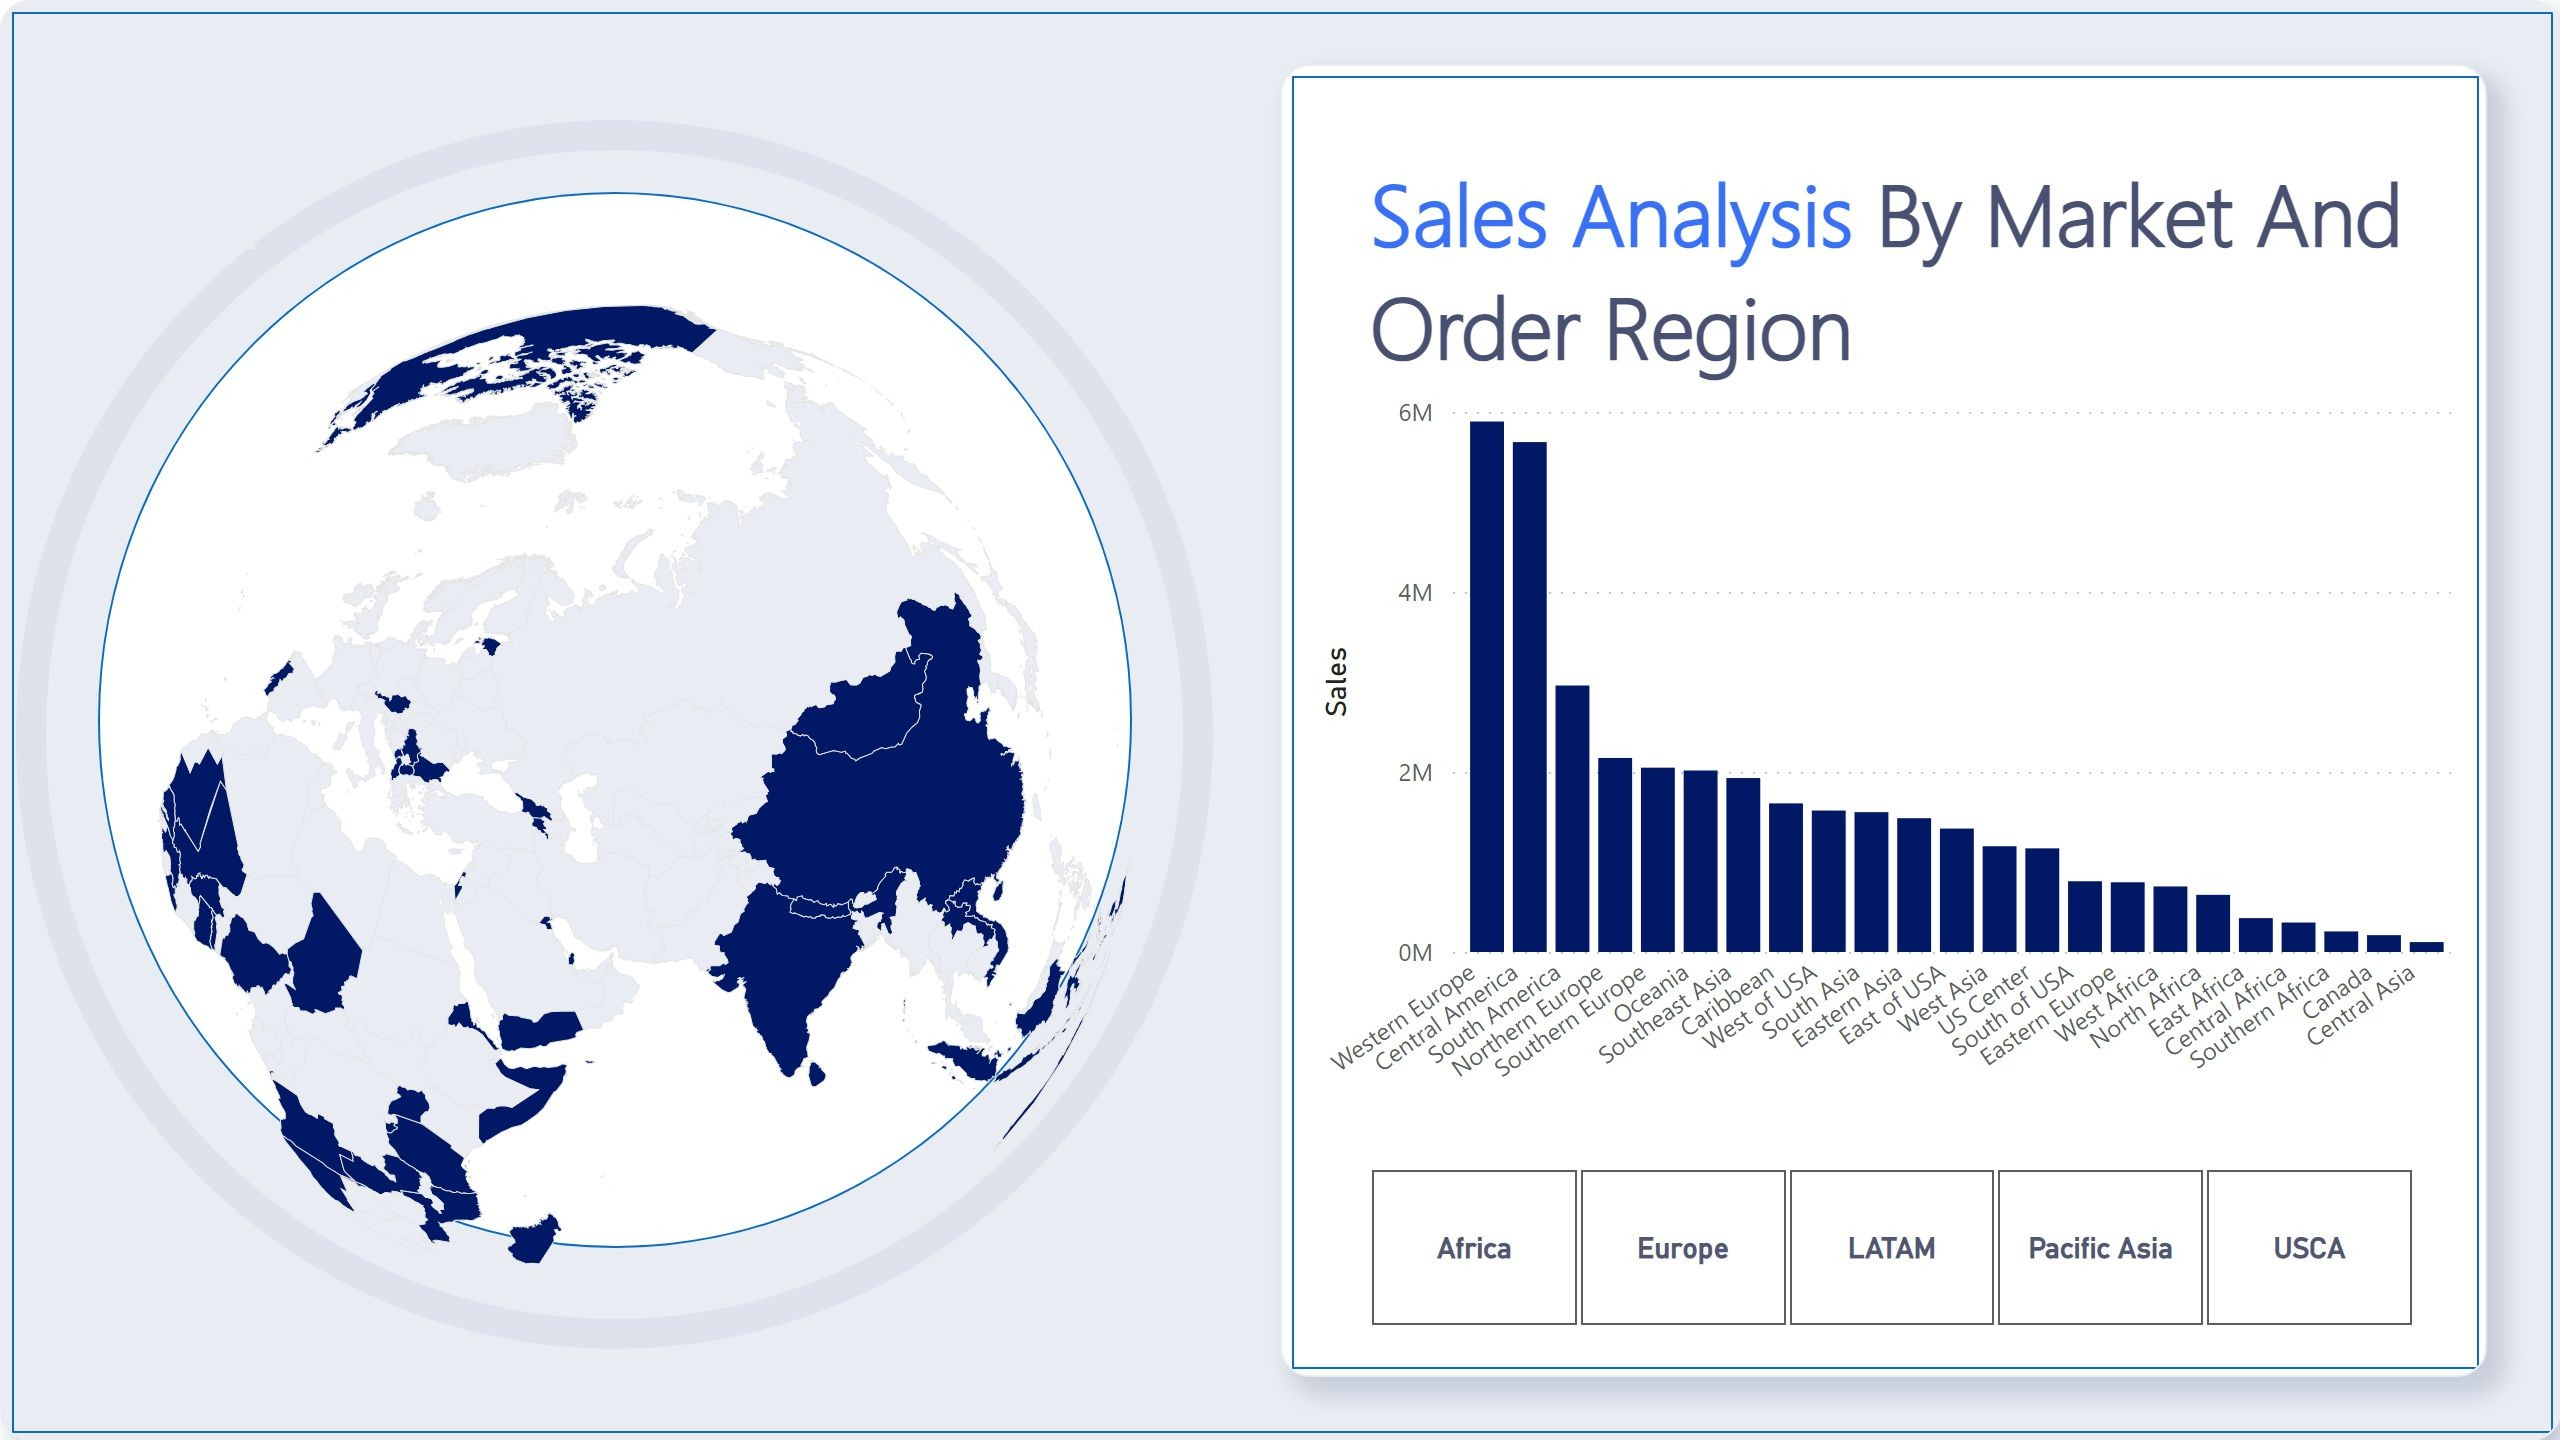 Sales Analysis By Market And
Order Region
6M
4M
2M
0M
Sales
Western Europe
Central America
South America
Northern Europe
Southern Europe
Oceania
Southeast Asia
Caribbean
West of USA
South Asia
Eastern Asia
East of USA
West Asia
US Center
South of USA
Eastern Europe
West Africa
North Africa
East Africa
Central Africa
Southern Africa
Canada
Central Asia
Africa
Europe
LATAM
Pacific Asia
USCA